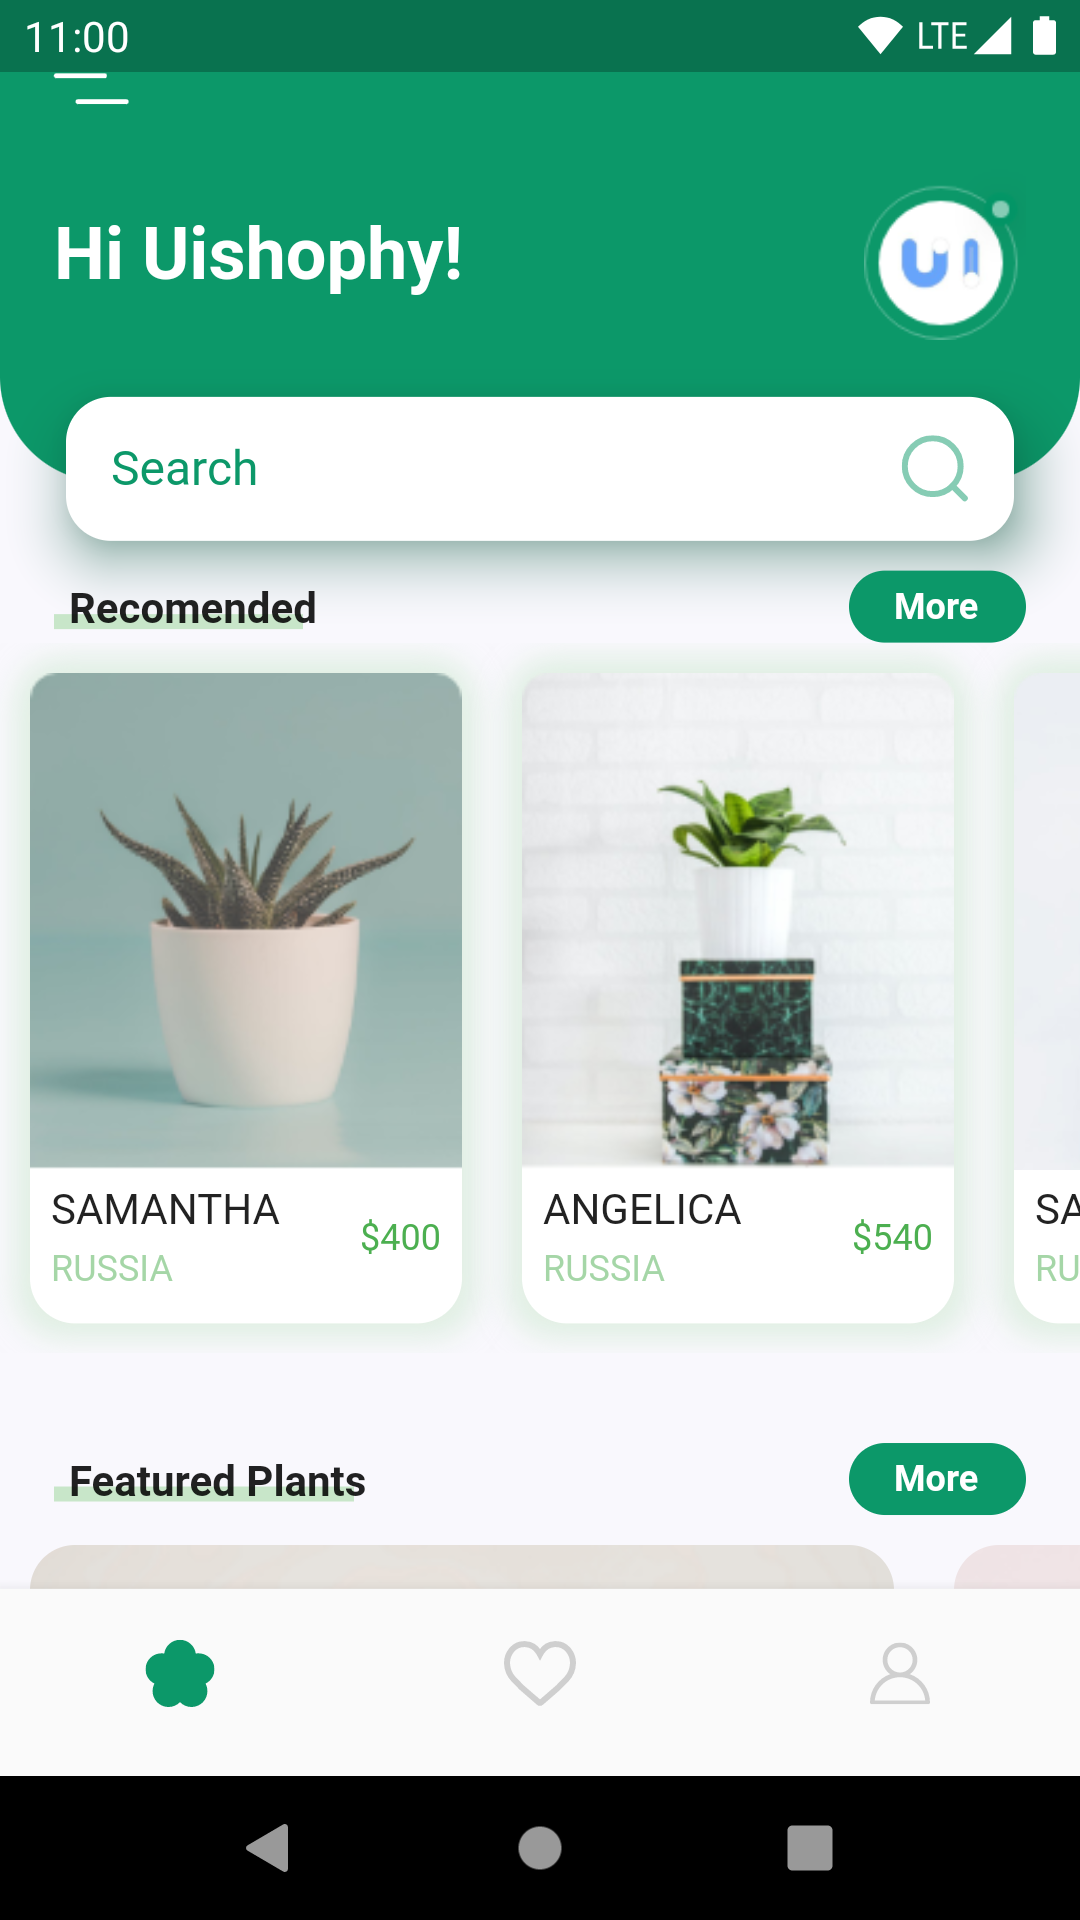 11:00
LTE
Hi Uishophy!
UI
Search
Recomended
More
SAMANTHA
$400
RUSSIA
ANGELICA
$540
RUSSIA
SA
RU
Featured Plants
More